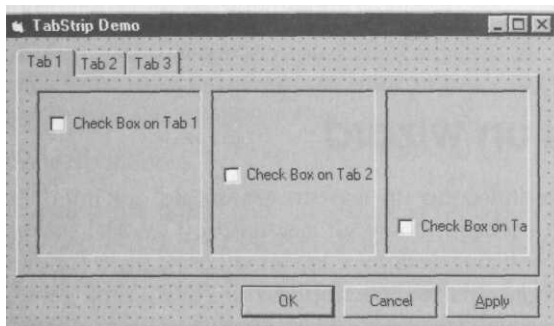 TabStrip Demo
Tab 1 Tab 2 Tab 3
Check Box on Tab 1
Check Box on Tab 2
Check Box on Ta
OK Cancel Apply